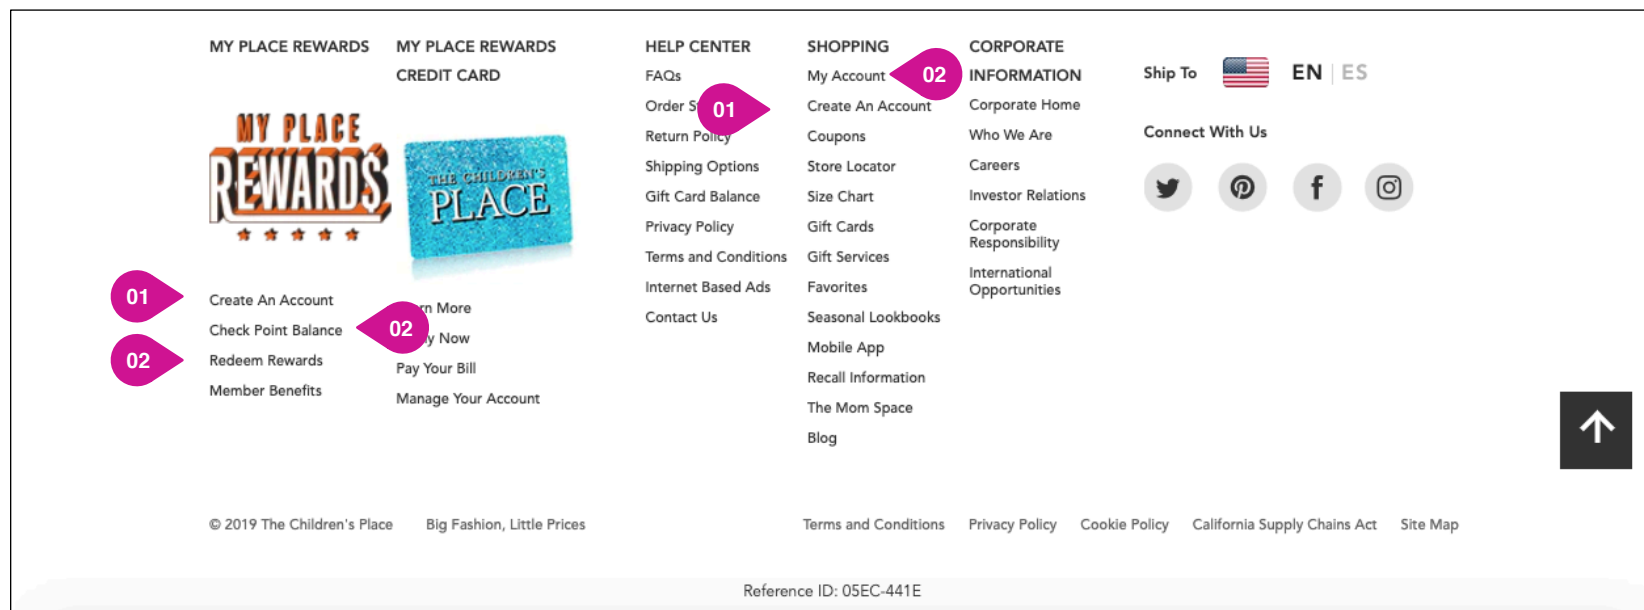 MY PLACE REWARDS
MY PLACE
REWARD$
01
Create An Account
Check Point Balance
02
02
Redeem Rewards
Member Benefits
MY PLACE REWARDS
CREDIT CARD
THE CHILDREN'S
PLACE
More
Now
Pay Your Bill
Manage Your Account
HELP CENTER
FAQs
Order
Return Policy
Shipping Options
Gift Card Balance
Privacy Policy
Terms and Conditions
Internet Based Ads
Contact Us
SHOPPING
My Account
02
01
Create An Account
Coupons
Store Locator
Size Chart
Gift Cards
Gift Services
Favorites
Seasonal Lookbooks
Mobile App
Recall Information
The Mom Space
Blog
CORPORATE
INFORMATION
Corporate Home
Who We Are
Careers
Investor Relations
Corporate
Responsibility
International
Opportunities
Ship To
EN | ES
Connect With Us
© 2019 The Children's Place
Big Fashion, Little Prices
Terms and Conditions
Privacy Policy
Cookie Policy
California Supply Chains Act
Site Map
Reference ID: 05EC-441E